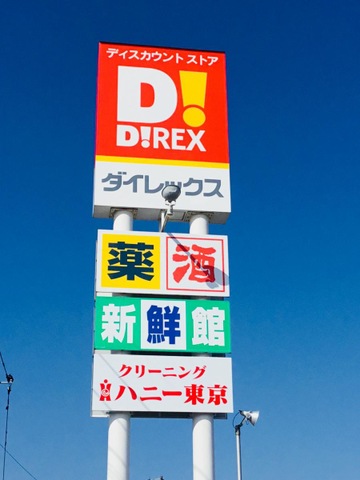 ディスカウント ストア
D!
D!REX
ダイレックス
薬 酒
新鮮館
クリーニング
ハニー東京